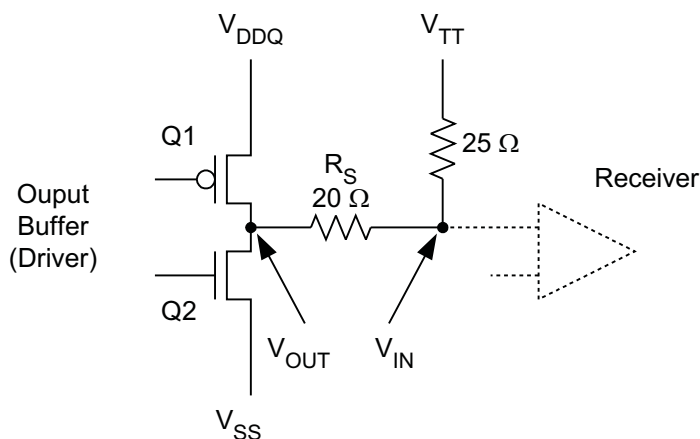 VDDQ
VTT
Q1
25 Ω
RS
20 Ω
Receiver
Ouput
Buffer
(Driver)
Q2
VOUT
VIN
VSS